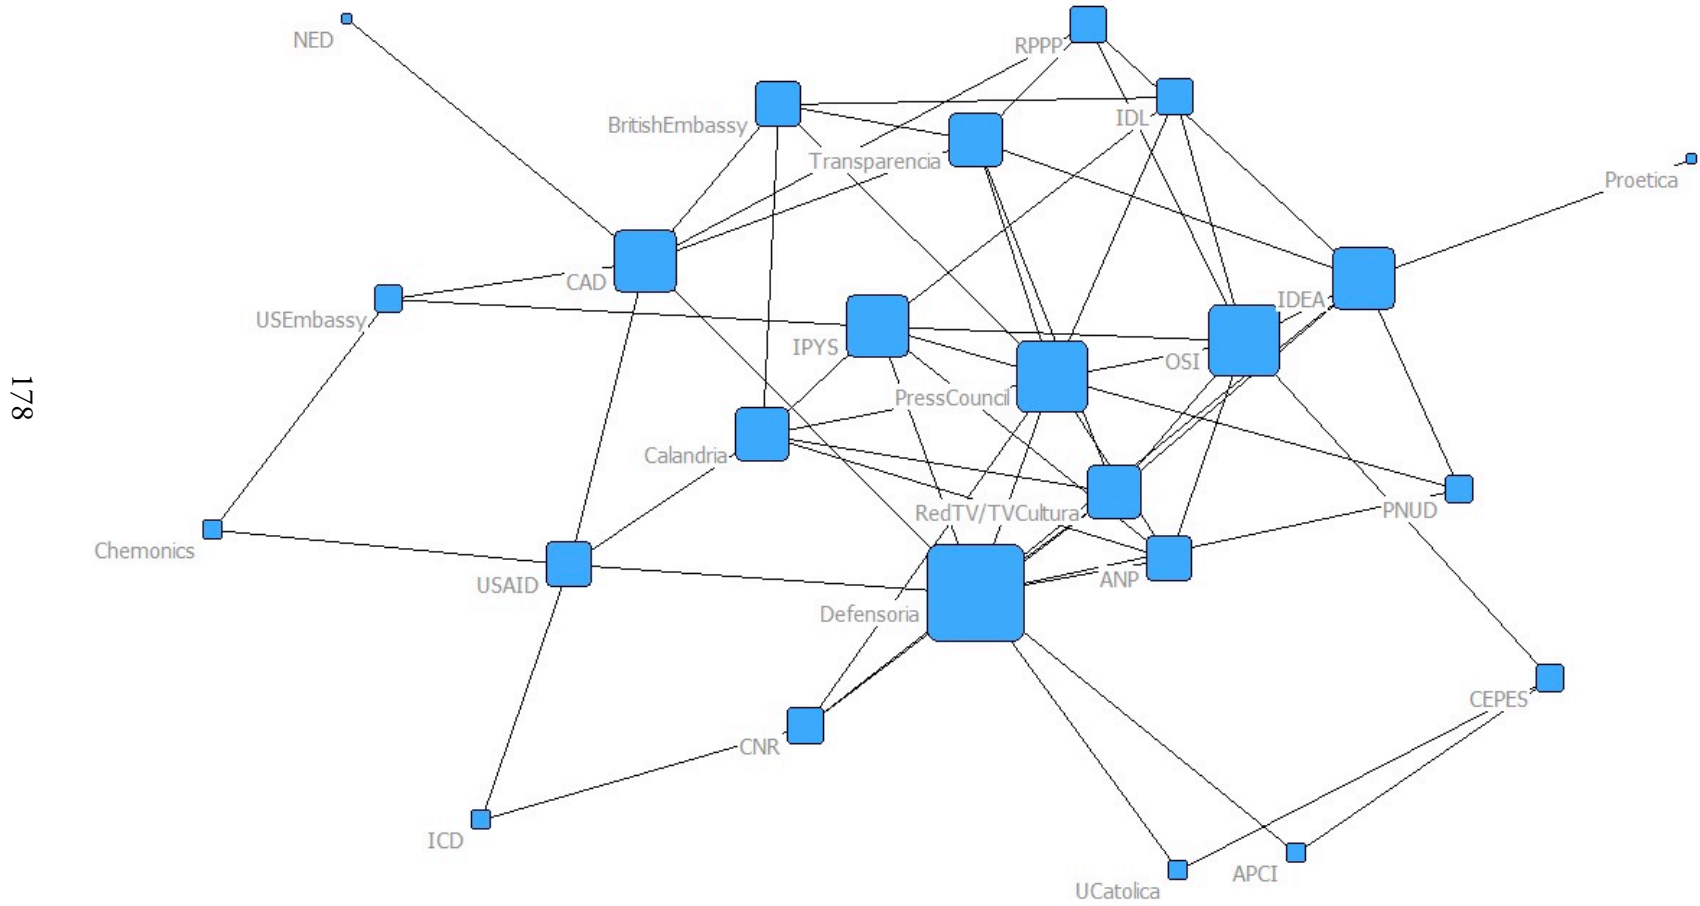 NED
RPPP
BritishEmbassy
IDL
Transparencia
Proetica
CAD
USEmbassy
IDEA
IPYS
OSI
178
PressCouncil
Calandria
RedTV/TVCultura
PNUD
Chemonics
USAID
ANP
Defensoria
CEPES
CNR
ICD
APCI
UCatolica